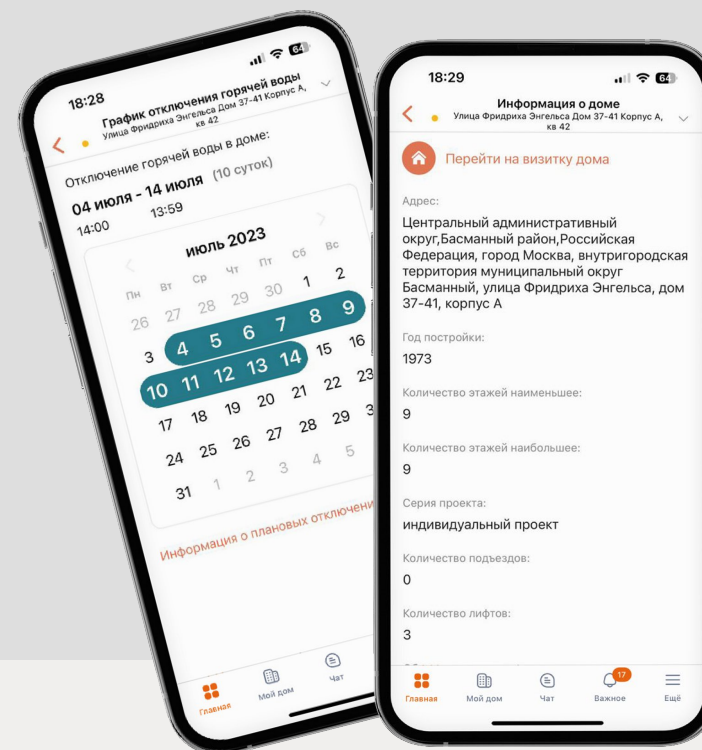 18:28
64
График отключения горячей воды
Улица Фридриха Энгельса Дом 37-41 Корпус А,
кв 42
Отключение горячей воды в доме:
04 июля - 14 июля (10 суток)
14:00 13:59
июль 2023
Пн Вт Ср Чт Пт Сб Вс
26 27 28 29 30 1 2
3 4 5 6 7 8 9
10 11 12 13 14 15 16
17 18 19 20 21 22 23
24 25 26 27 28 29
31 1 2 3 4 5
Информация о плановых
Главная Мой дом Чат
18:29
64
Информация о доме
Улица Фридриха Энгельса Дом 37-41 Корпус А,
кв 42
Перейти на визитку дома
Адрес:
Центральный административный
округ,Басманный район,Российская
Федерация, город Москва, внутригородская
территория муниципальный округ
Басманный, улица Фридриха Энгельса, дом
37-41, корпус А
Год постройки:
1973
Количество этажей наименьшее:
9
Количество этажей наибольшее:
9
Серия проекта:
индивидуальный проект
Количество подъездов:
0
Количество лифтов:
3
17
Главная Мой дом Чат Важное Ещё